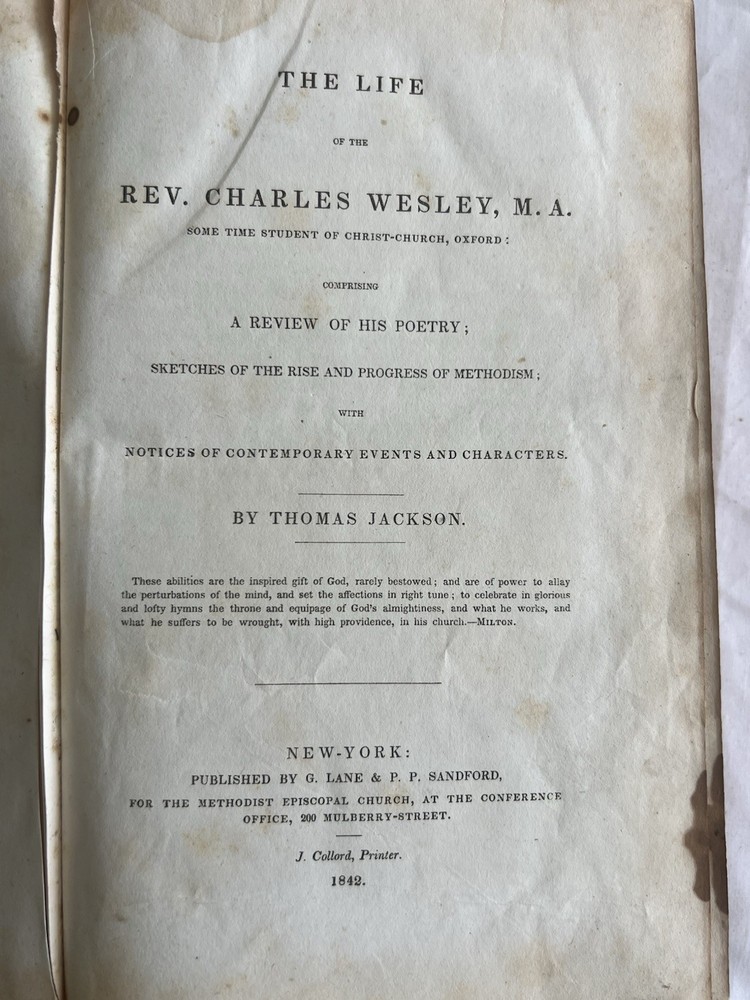 THE LIFE
OF THE
REV. CHARLES WESLEY, M. A.
SOME TIME STUDENT OF CHRIST-CHURCH, OXFORD:
COMPRISING
A REVIEW OF HIS POETRY;
SKETCHES OF THE RISE AND PROGRESS OF METHODISM;
WITH
NOTICES OF CONTEMPORARY EVENTS AND CHARACTERS.
BY THOMAS JACKSON.
These abilities are the inspired gift of God, rarely bestowed; and are of power to allay
the perturbations of the mind, and set the affections in right tune; to celebrate in glorious
and lofty hymns the throne and equipage of God's almightiness, and what he works, and
what he suffers to be wrought, with high providence, in his church.—MILTON.
NEW-YORK:
PUBLISHED BY G. LANE & P. P. SANDFORD,
FOR THE METHODIST EPISCOPAL CHURCH, AT THE CONFERENCE
OFFICE, 200 MULBERRY-STREET.
J. Collord, Printer.
1842.